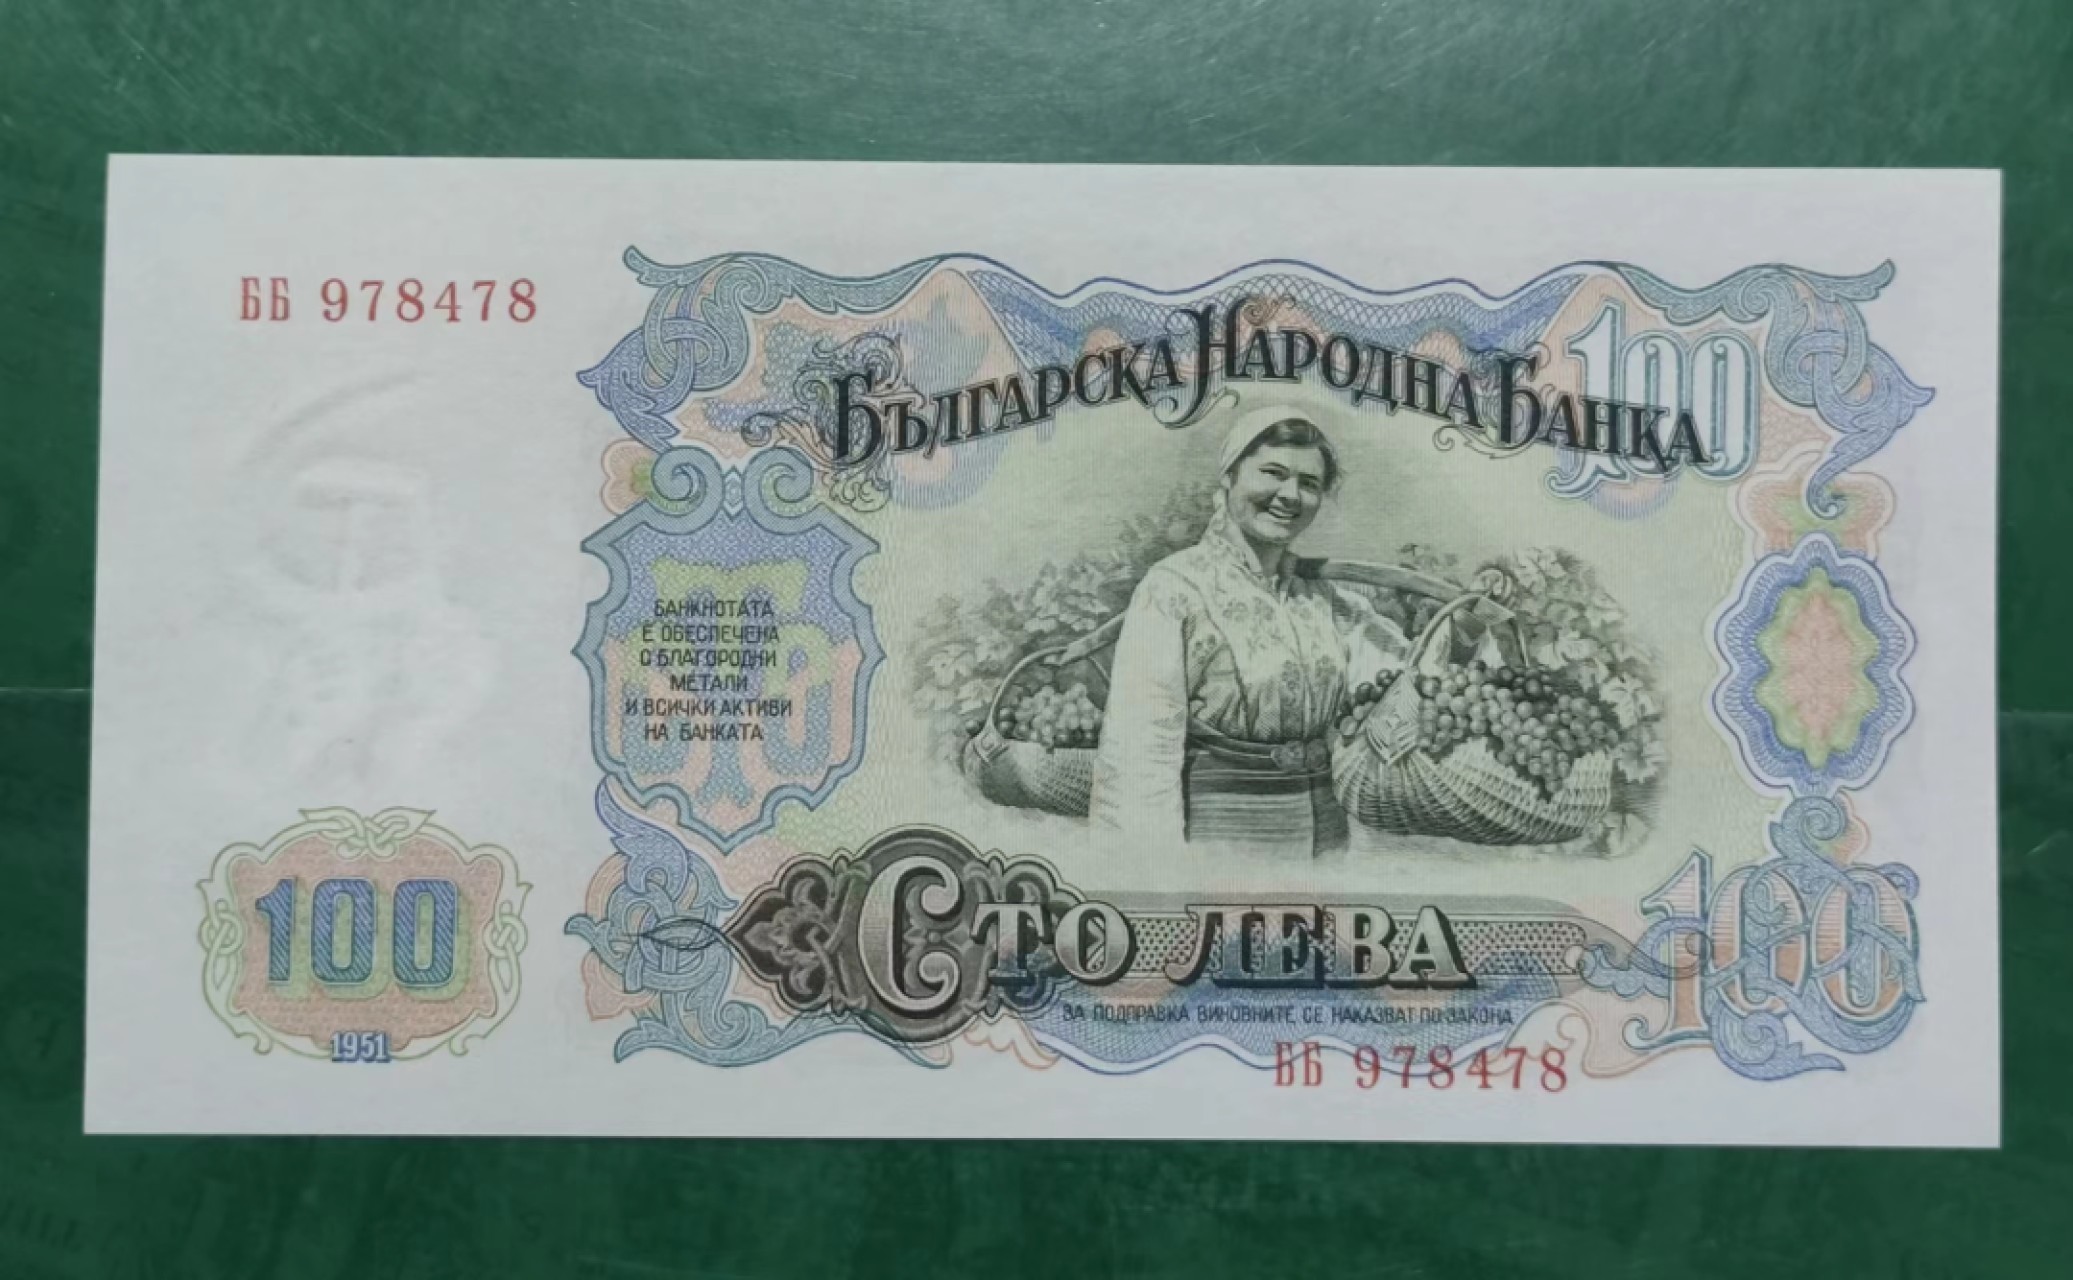 ББ 978478
БЪЛГАРСКА НАРОДНА БАНКА
100
БАНКНОТАТА
Е ОБЕСПЕЧЕНА
С БЛАГОРОДНИ
МЕТАЛИ
И ВСИЧКИ АКТИВИ
НА БАНКАТА
100
1951
СТО ЛЕВА
100
ЗА ПОДПРАВКА ВИНОВНИТЕ СЕ НАКАЗВАТ ПО ЗАКОНА
ББ 978478